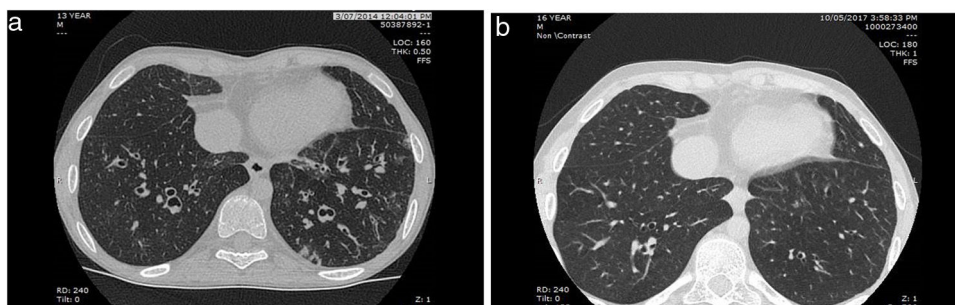 a
13 YEAR
M
---
3/07/2014 12:04:01 PM
50387892-1
---
LOC: 160
THK: 0.50
FFS
R
L
RD: 240
Tilt: 0
Z: 1
b
16 YEAR
M
Non \Contrast
10/05/2017 3:58:33 PM
1000273400
---
LOC: 180
THK: 1
FFS
R
L
RD: 240
Tilt: 0
Z: 1